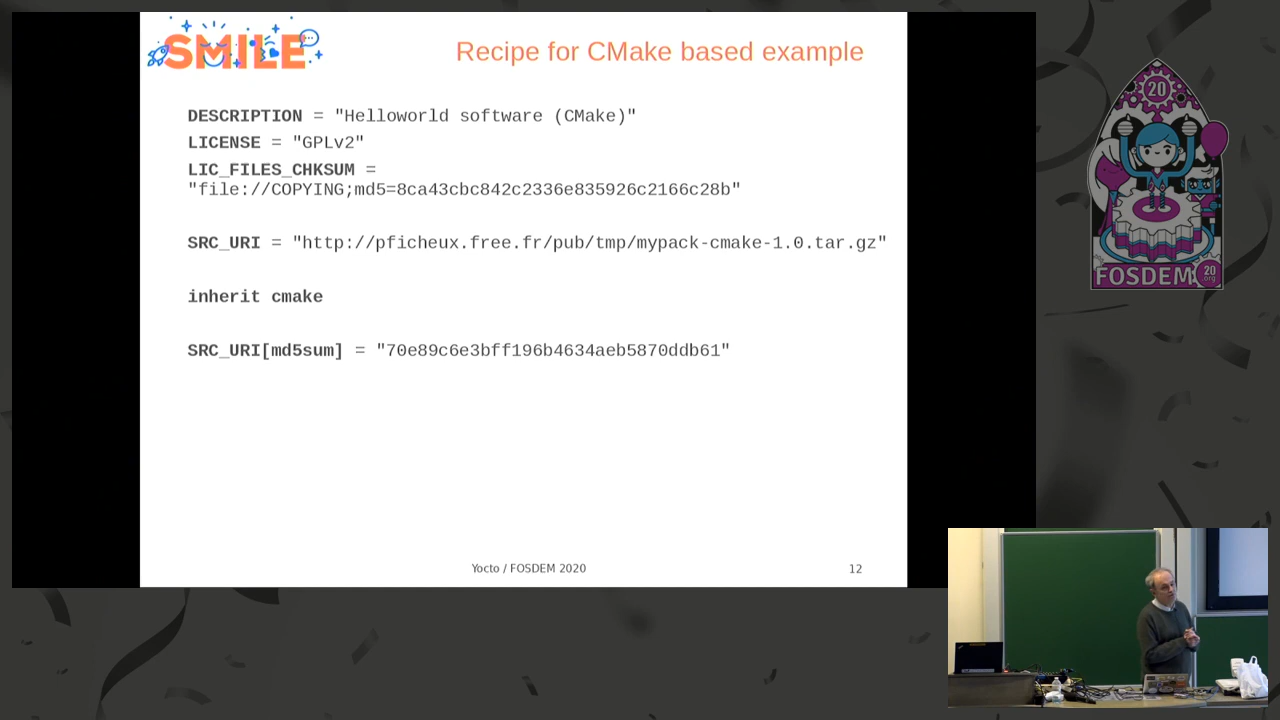 SMILE
Recipe for CMake based example
DESCRIPTION = "Helloworld software (CMake)"
LICENSE = "GPLv2"
LIC_FILES_CHKSUM =
"file://COPYING;md5=8ca43cbc842c2336e835926c2166c28b"
SRC_URI = "http://pficheux.free.fr/pub/tmp/mypack-cmake-1.0.tar.gz"
inherit cmake
SRC_URI[md5sum] = "70e89c6e3bff196b4634aeb5870ddb61"
Yocto / FOSDEM 2020
12
20
FOSDEM
20
.org